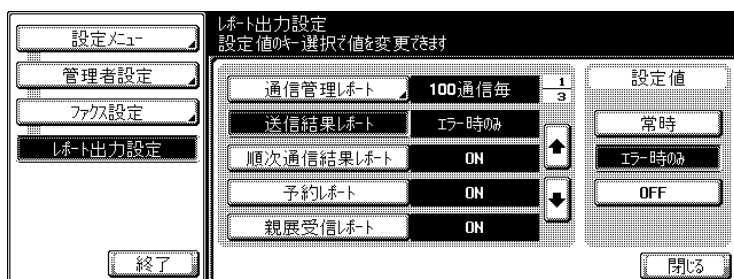 設定メニュー
管理者設定
ファクス設定
レポート出力設定
終了
レポート出力設定
設定値のキー選択で値を変更できます
通信管理レポート 100通信毎
送信結果レポート エラー時のみ
順次通信結果レポート ON
予約レポート ON
親展受信レポート ON
1
3
設定値
常時
エラー時のみ
OFF
閉じる